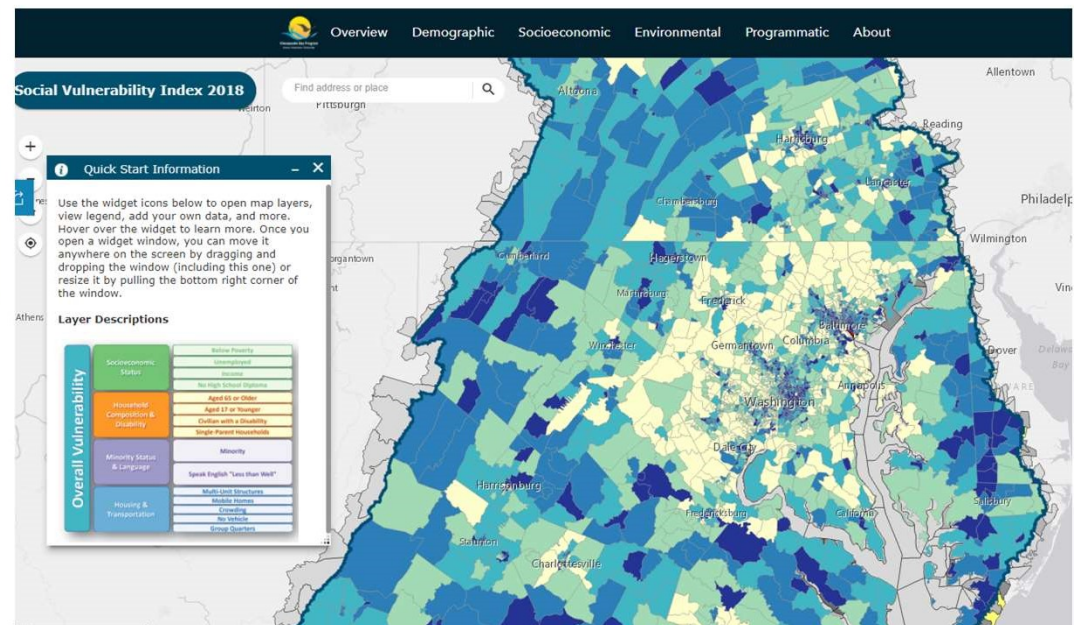 Overview Demographic Socioeconomic Environmental Programmatic About
Social Vulnerability Index 2018
Find address or place
Quick Start Information
Use the widget icons below to open map layers,
view legend, add your own data, and more.
Hover over the widget to learn more. Once you
open a widget window, you can move it
anywhere on the screen by dragging and
dropping the window (including this one) or
resize it by pulling the bottom right corner of
the window.
Layer Descriptions
Overall Vulnerability
Socioeconomic
Status
Below Poverty
Unemployed
Income
No High School Diploma
Household
Composition &
Disability
Aged 65 or Older
Aged 17 or Younger
Civilian with a Disability
Single-Parent Households
Minority Status
& Language
Minority
Speak English "Less than Well"
Housing &
Transportation
Multi-Unit Structures
Mobile Homes
Crowding
No Vehicle
Group Quarters
Allentown
Altoona
Pittsburgh
Harrisburg
Reading
Lancaster
Chambersburg
Philadelp
Wilmington
Cumberland
Hagerstown
Martinsburg
Frederick
Baltimore
Winchester
Germantown
Columbia
Dover
Delaw
Bay
Annapolis
Washington
Athens
Dale City
Harrisonburg
Fredericksburg
California
Salisbury
Staunton
Charlottesville